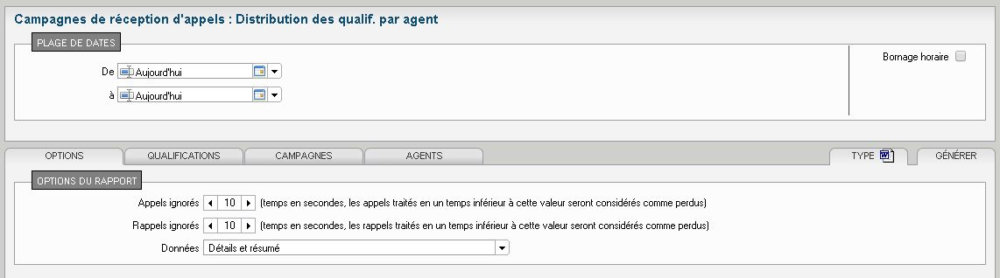 Campagnes de réception d'appels : Distribution des qualif. par agent
PLAGE DE DATES
De Aujourd'hui
à Aujourd'hui
Bornage horaire
OPTIONS QUALIFICATIONS CAMPAGNES AGENTS TYPE GÉNÉRER
OPTIONS DU RAPPORT
Appels ignorés 10 (temps en secondes, les appels traités en un temps inférieur à cette valeur seront considérés comme perdus)
Rappels ignorés 10 (temps en secondes, les rappels traités en un temps inférieur à cette valeur seront considérés comme perdus)
Données Détails et résumé